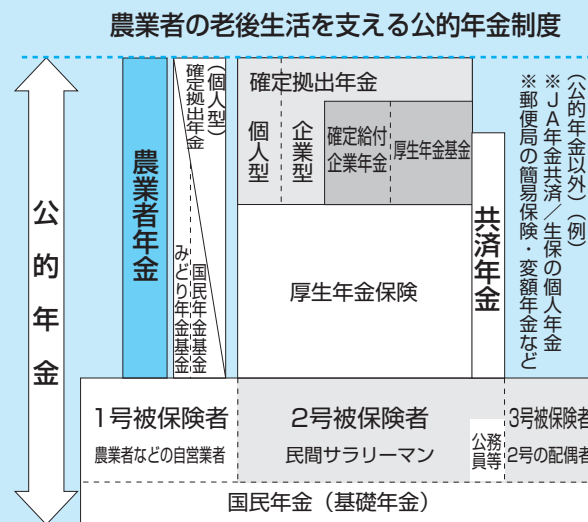 農業者の老後生活を支える公的年金制度
公的年金
農業者年金
確定拠出年金
（個人型）
みどり年金基金
国民年金基金
確定拠出年金
個人型
企業型
確定給付
企業年金
厚生年金基金
厚生年金保険
共済年金
（公的年金以外）（例）
※ＪＡ年金共済／生保の個人年金
※郵便局の簡易保険・変額年金など
1号被保険者
農業者などの自営業者
2号被保険者
民間サラリーマン
公務
員等
3号被保険者
2号の配偶者
国民年金（基礎年金）